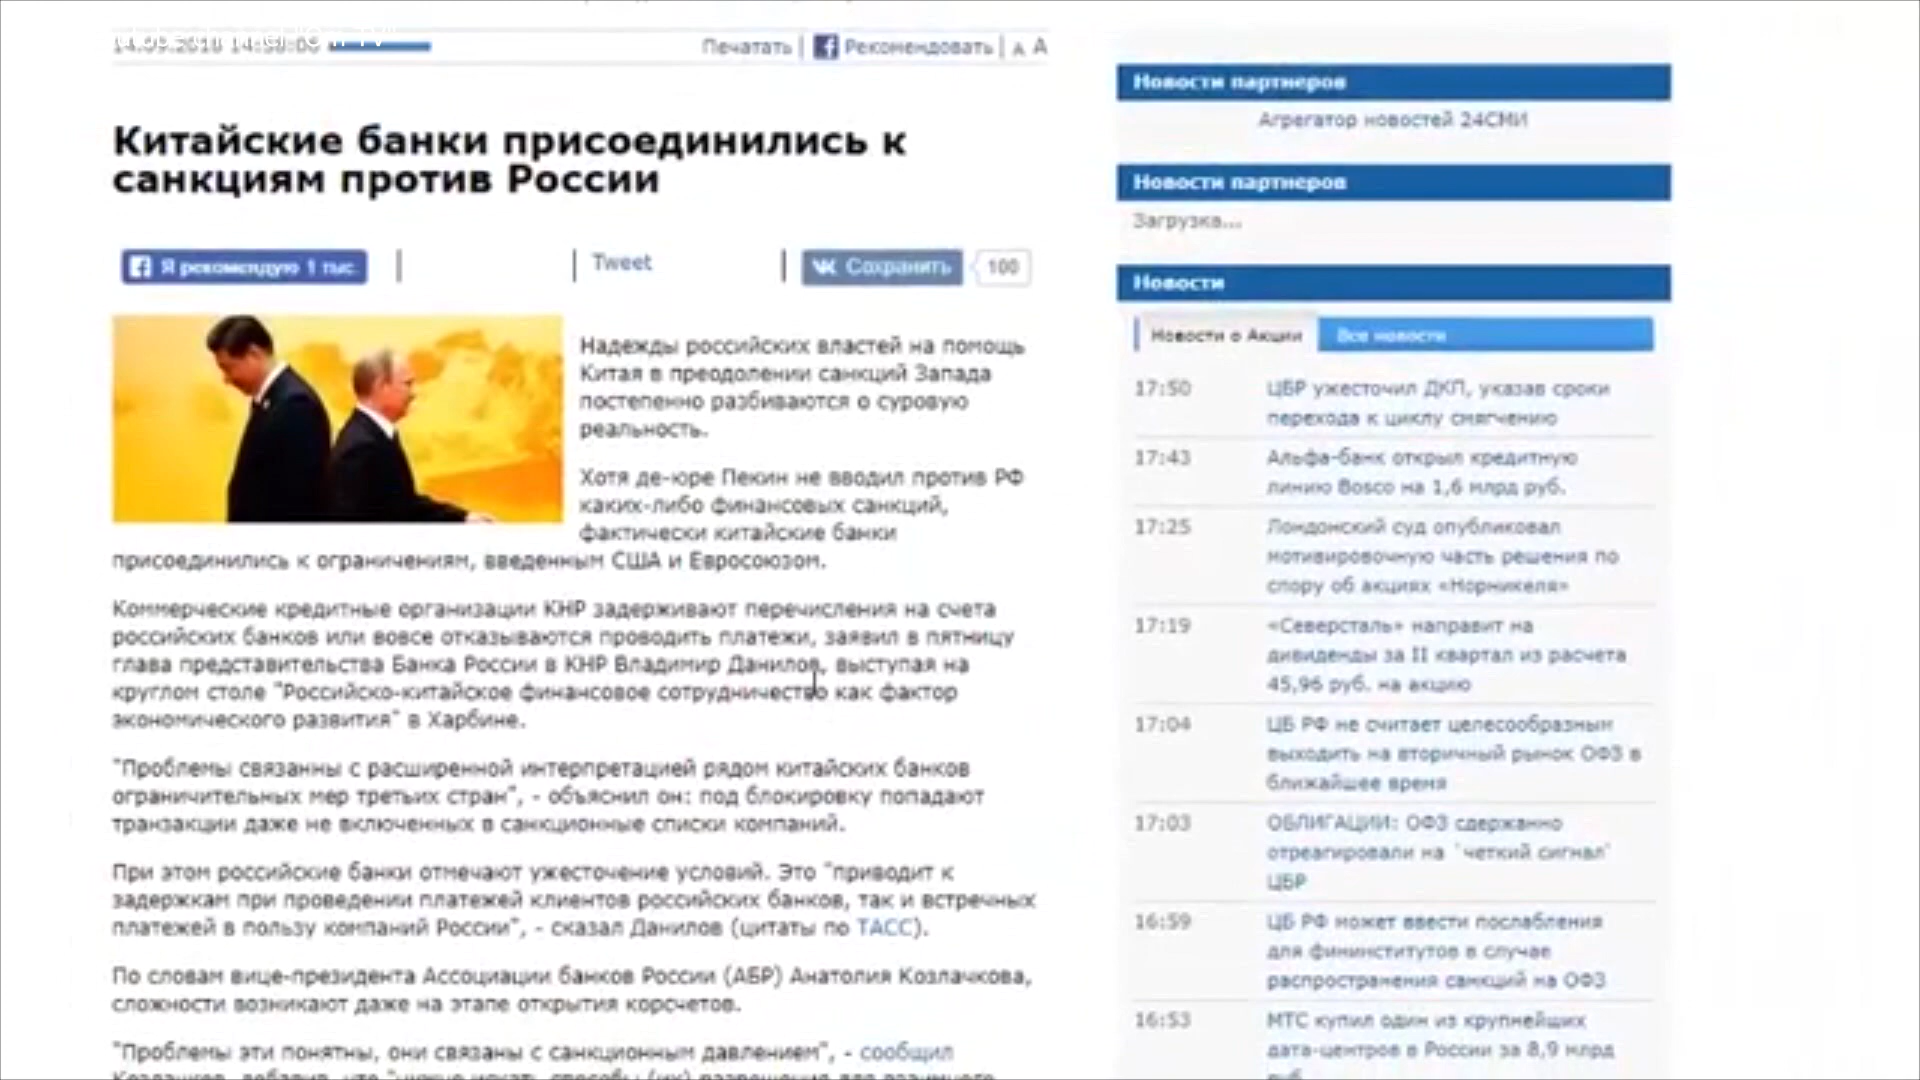 Печатать | Рекомендовать | А А
Китайские банки присоединились к
санкциям против России
Я рекомендую 1 тыс.
Tweet
Сохранить
100
Надежды российских властей на помощь
Китая в преодолении санкций Запада
постепенно разбиваются о суровую
реальность.
Хотя де-юре Пекин не вводил против РФ
каких-либо финансовых санкций,
фактически китайские банки
присоединились к ограничениям, введенным США и Евросоюзом.
Коммерческие кредитные организации КНР задерживают перечисления на счета
российских банков или вовсе отказываются проводить платежи, заявил в пятницу
глава представительства Банка России в КНР Владимир Данилов, выступая на
круглом столе "Российско-китайское финансовое сотрудничество как фактор
экономического развития" в Харбине.
"Проблемы связанны с расширенной интерпретацией рядом китайских банков
ограничительных мер третьих стран", - объяснил он: под блокировку попадают
транзакции даже не включенных в санкционные списки компаний.
При этом российские банки отмечают ужесточение условий. Это "приводит к
задержкам при проведении платежей клиентов российских банков, так и встречных
платежей в пользу компаний России", - сказал Данилов (цитаты по ТАСС).
По словам вице-президента Ассоциации банков России (АБР) Анатолия Козлачкова,
сложности возникают даже на этапе открытия корсчетов.
"Проблемы эти понятны, они связаны с санкционным давлением", - сообщил
Новости партнеров
Агрегатор новостей 24СМИ
Новости партнеров
Загрузка...
Новости
Новости о Акции
Все новости
17:50 ЦБР ужесточил ДКП, указав сроки
перехода к циклу смягчению
17:43 Альфа-банк открыл кредитную
линию Bosco на 1,6 млрд руб.
17:25 Лондонский суд опубликовал
мотивировочную часть решения по
спору об акциях «Норникеля»
17:19 «Северсталь» направит на
дивиденды за II квартал из расчета
45,96 руб. на акцию
17:04 ЦБ РФ не считает целесообразным
выходить на вторичный рынок ОФЗ в
ближайшее время
17:03 ОБЛИГАЦИИ: ОФЗ сдержанно
отреагировали на `четкий сигнал`
ЦБР
16:59 ЦБ РФ может ввести послабления
для фининститутов в случае
распространения санкций на ОФЗ
16:53 МТС купил один из крупнейших
дата-центров в России за 8,9 млрд